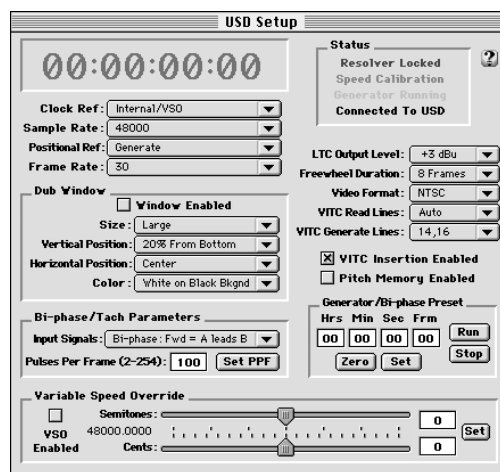 USD Setup
00:00:00:00
Status
Resolver Locked
Speed Calibration
Generator Running
Connected To USD
?
Clock Ref: Internal/VSO
Sample Rate: 48000
Positional Ref: Generate
Frame Rate: 30
LTC Output Level: +3 dBu
Freewheel Duration: 8 Frames
Video Format: NTSC
VITC Read Lines: Auto
VITC Generate Lines: 14,16
VITC Insertion Enabled
Pitch Memory Enabled
Dub Window
Window Enabled
Size: Large
Vertical Position: 20% From Bottom
Horizontal Position: Center
Color: White on Black Bkgnd
Bi-phase/Tach Parameters
Input Signals: Bi-phase: Fwd = A leads B
Pulses Per Frame (2-254): 100 Set PPF
Generator/Bi-phase Preset
Hrs Min Sec Frm
00 00 00 00
Run
Stop
Zero Set
Variable Speed Override
VSO Enabled
Semitones: 0
48000.0000
Cents: 0
Set